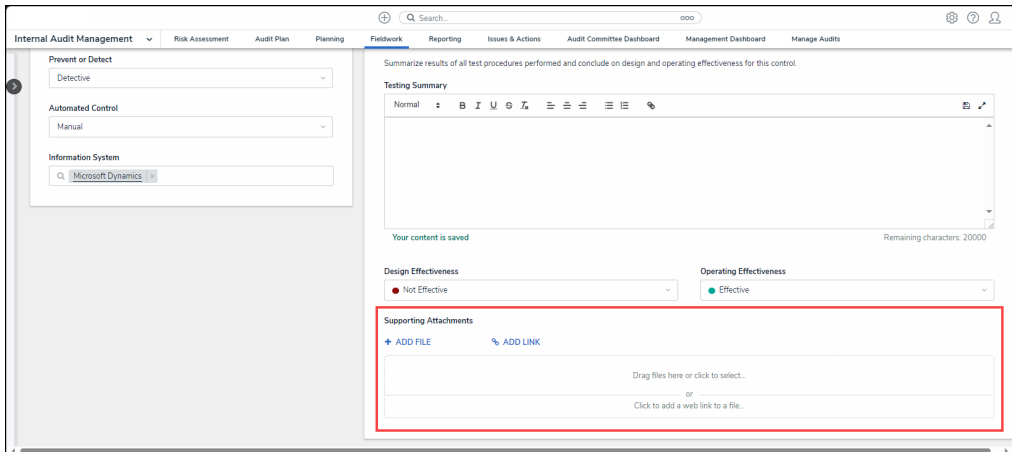 Search...
Internal Audit Management Risk Assessment Audit Plan Planning Fieldwork Reporting Issues & Actions Audit Committee Dashboard Management Dashboard Manage Audits
Prevent or Detect
Detective
Automated Control
Manual
Information System
Microsoft Dynamics ×
Summarize results of all test procedures performed and conclude on design and operating effectiveness for this control.
Testing Summary
Normal B I U S Tx
Your content is saved Remaining characters: 20000
Design Effectiveness Operating Effectiveness
Not Effective Effective
Supporting Attachments
+ ADD FILE ADD LINK
Drag files here or click to select...
or
Click to add a web link to a file...